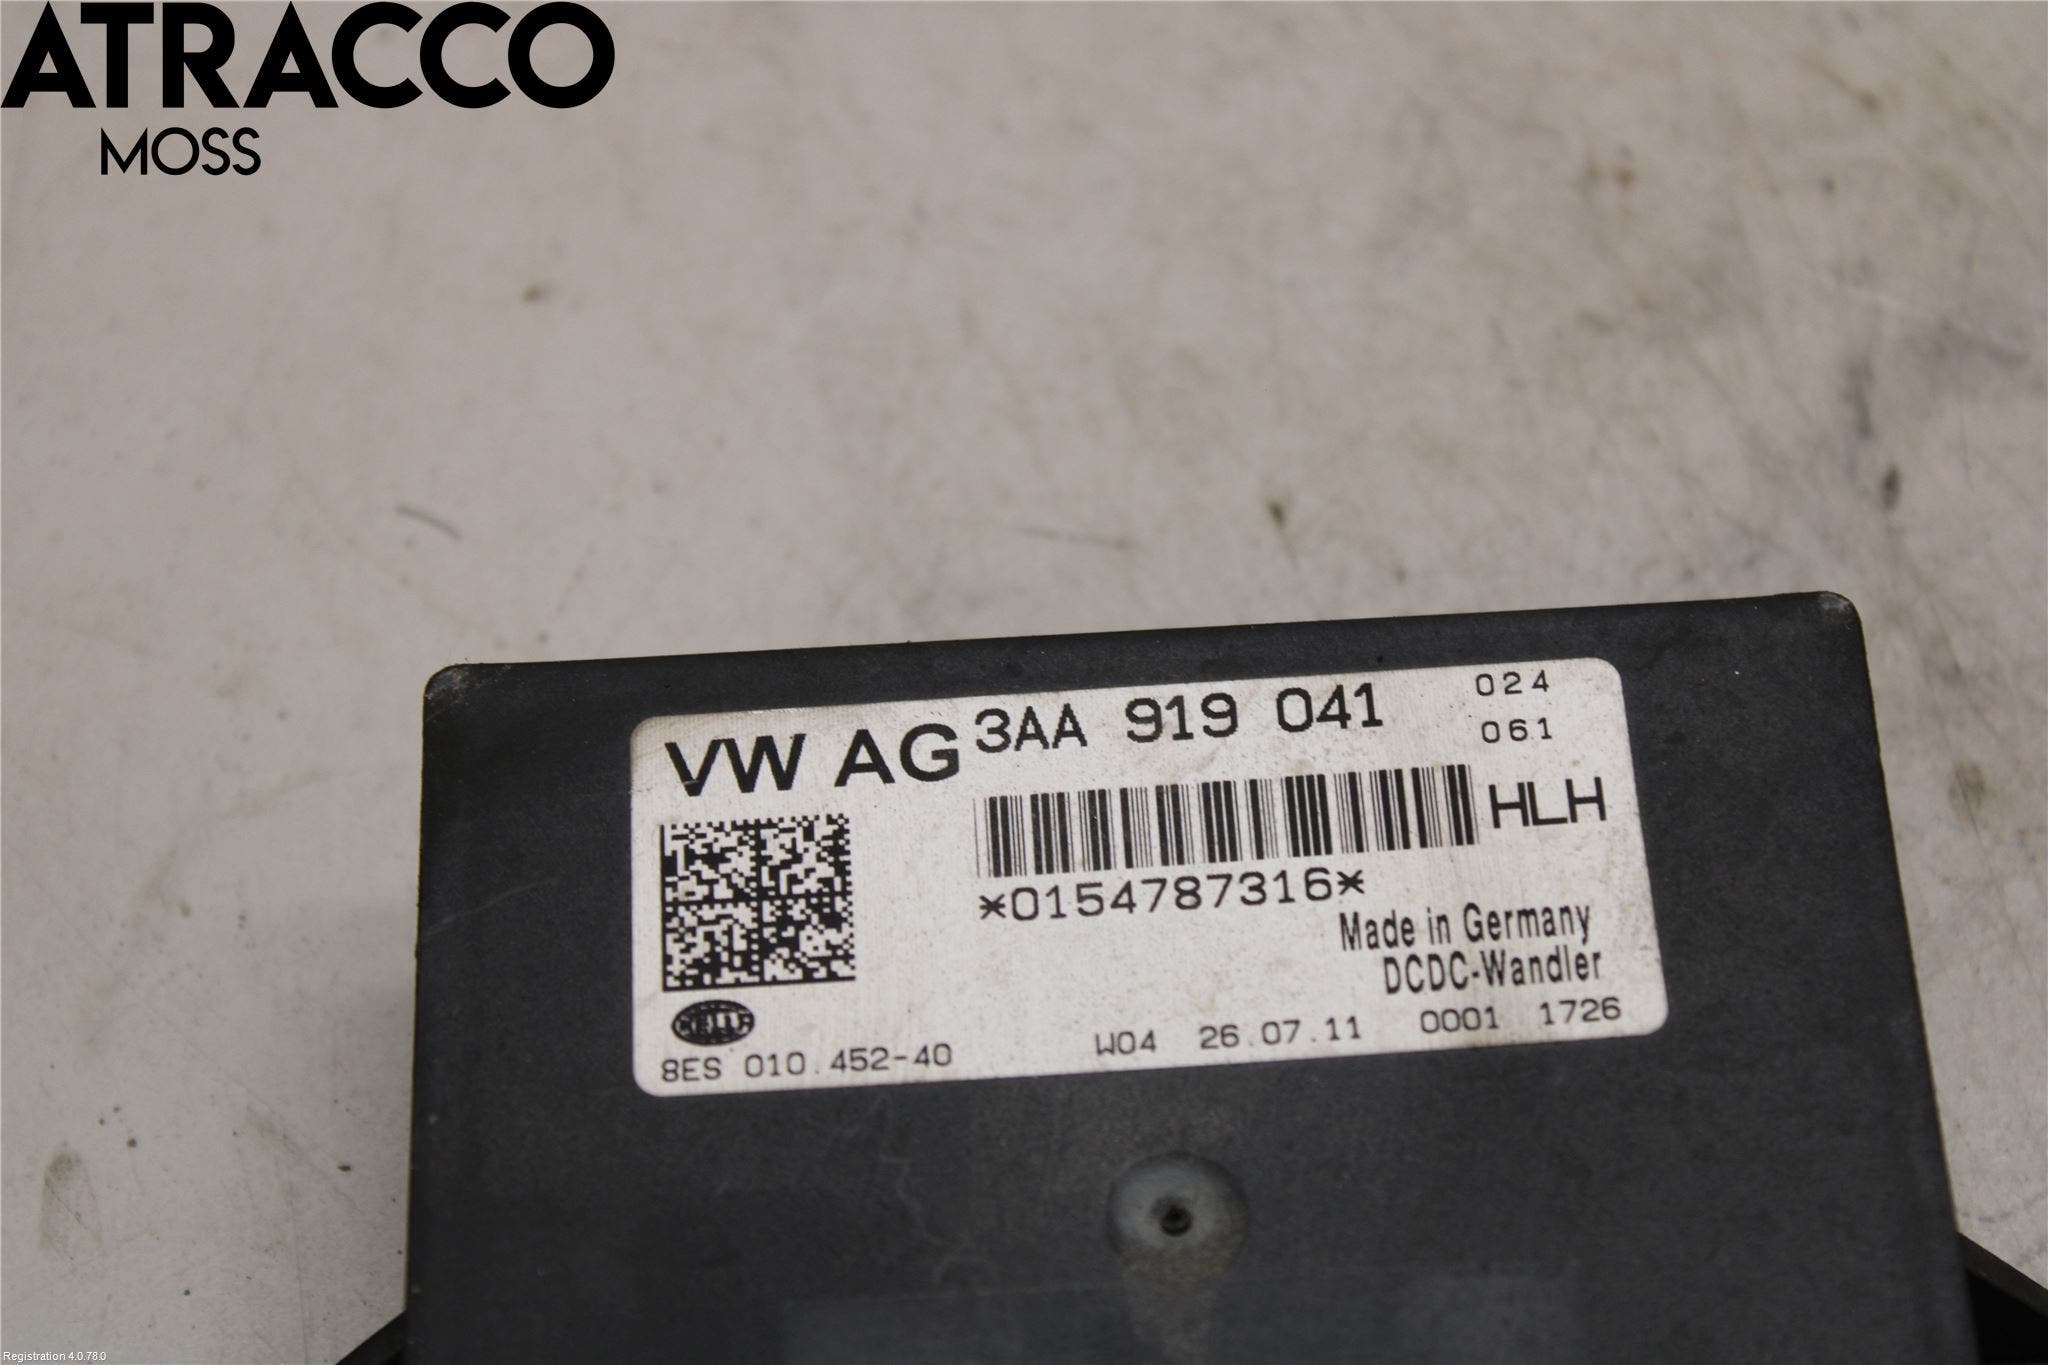 ATRACCO
MOSS
VW AG 3AA 919 041 024
061
HLH
*0154787316*
Made in Germany
DCDC-Wandler
HELLA
8ES 010.452-40 W04 26.07.11 0001 1726
Registration 4.0.78.0